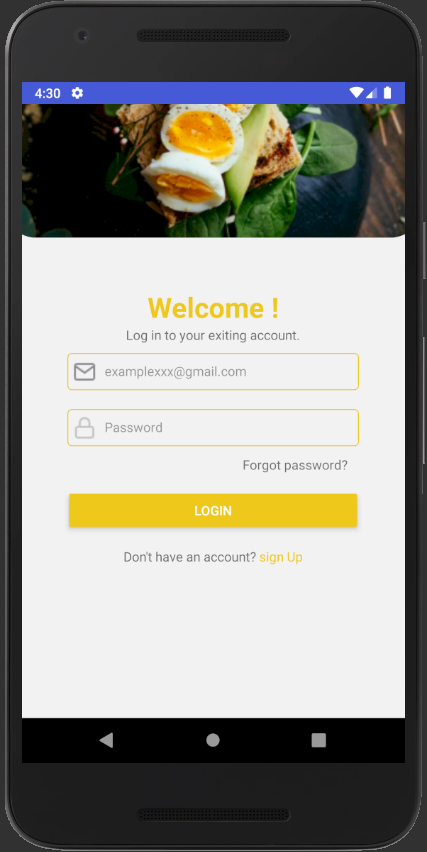 4:30
Welcome !
Log in to your exiting account.
examplexxx@gmail.com
Password
Forgot password?
LOGIN
Don't have an account? sign Up